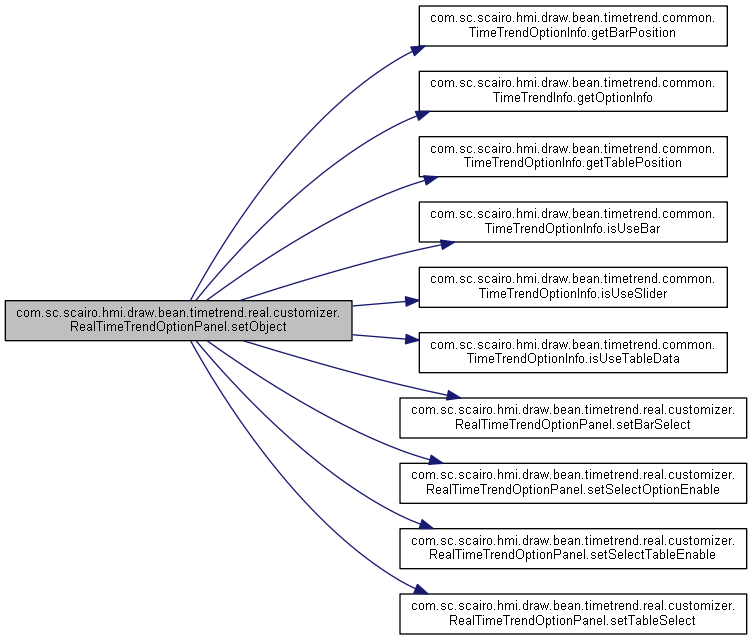 com.sc.scairo.hmi.draw.bean.timetrend.common.
TimeTrendOptionInfo.getBarPosition
com.sc.scairo.hmi.draw.bean.timetrend.common.
TimeTrendInfo.getOptionInfo
com.sc.scairo.hmi.draw.bean.timetrend.common.
TimeTrendOptionInfo.getTablePosition
com.sc.scairo.hmi.draw.bean.timetrend.common.
TimeTrendOptionInfo.isUseBar
com.sc.scairo.hmi.draw.bean.timetrend.common.
TimeTrendOptionInfo.isUseSlider
com.sc.scairo.hmi.draw.bean.timetrend.real.customizer.
RealTimeTrendOptionPanel.setObject
com.sc.scairo.hmi.draw.bean.timetrend.common.
TimeTrendOptionInfo.isUseTableData
com.sc.scairo.hmi.draw.bean.timetrend.real.customizer.
RealTimeTrendOptionPanel.setBarSelect
com.sc.scairo.hmi.draw.bean.timetrend.real.customizer.
RealTimeTrendOptionPanel.setSelectOptionEnable
com.sc.scairo.hmi.draw.bean.timetrend.real.customizer.
RealTimeTrendOptionPanel.setSelectTableEnable
com.sc.scairo.hmi.draw.bean.timetrend.real.customizer.
RealTimeTrendOptionPanel.setTableSelect